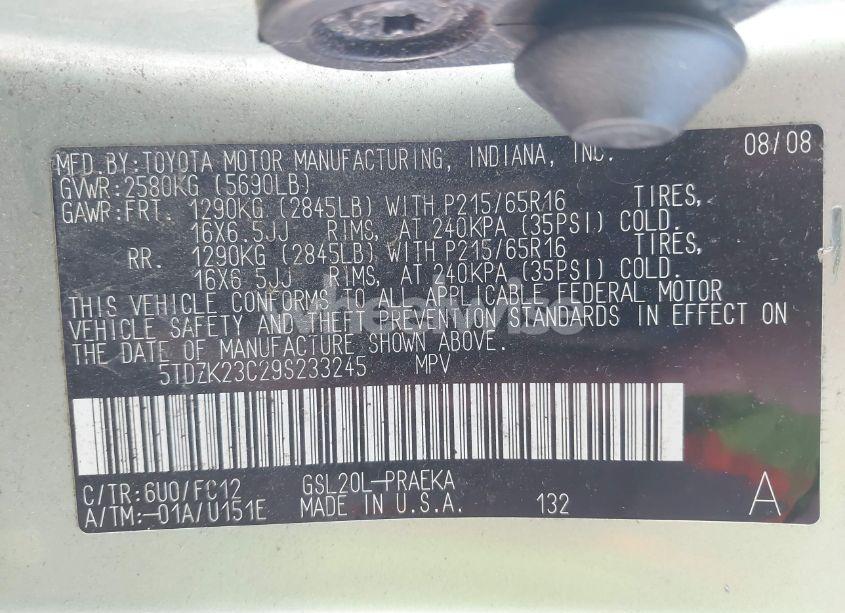 MFD. BY: TOYOTA MOTOR MANUFACTURING, INDIANA, INC. 08/08
GVWR: 2580KG (5690LB)
GAWR: FRT. 1290KG (2845LB) WITH P215/65R16 TIRES,
16X6.5JJ RIMS, AT 240KPA (35PSI) COLD.
RR. 1290KG (2845LB) WITH P215/65R16 TIRES,
16X6.5JJ RIMS, AT 240KPA (35PSI) COLD.
THIS VEHICLE CONFORMS TO ALL APPLICABLE FEDERAL MOTOR
VEHICLE SAFETY AND THEFT PREVENTION STANDARDS IN EFFECT ON
THE DATE OF MANUFACTURE SHOWN ABOVE.
5TDZK23C29S233245 MPV
C/TR: 6U0/FC12 GSL20L-PRAEKA
A/TM: -01A/U151E MADE IN U.S.A. 132 A
wheelwise